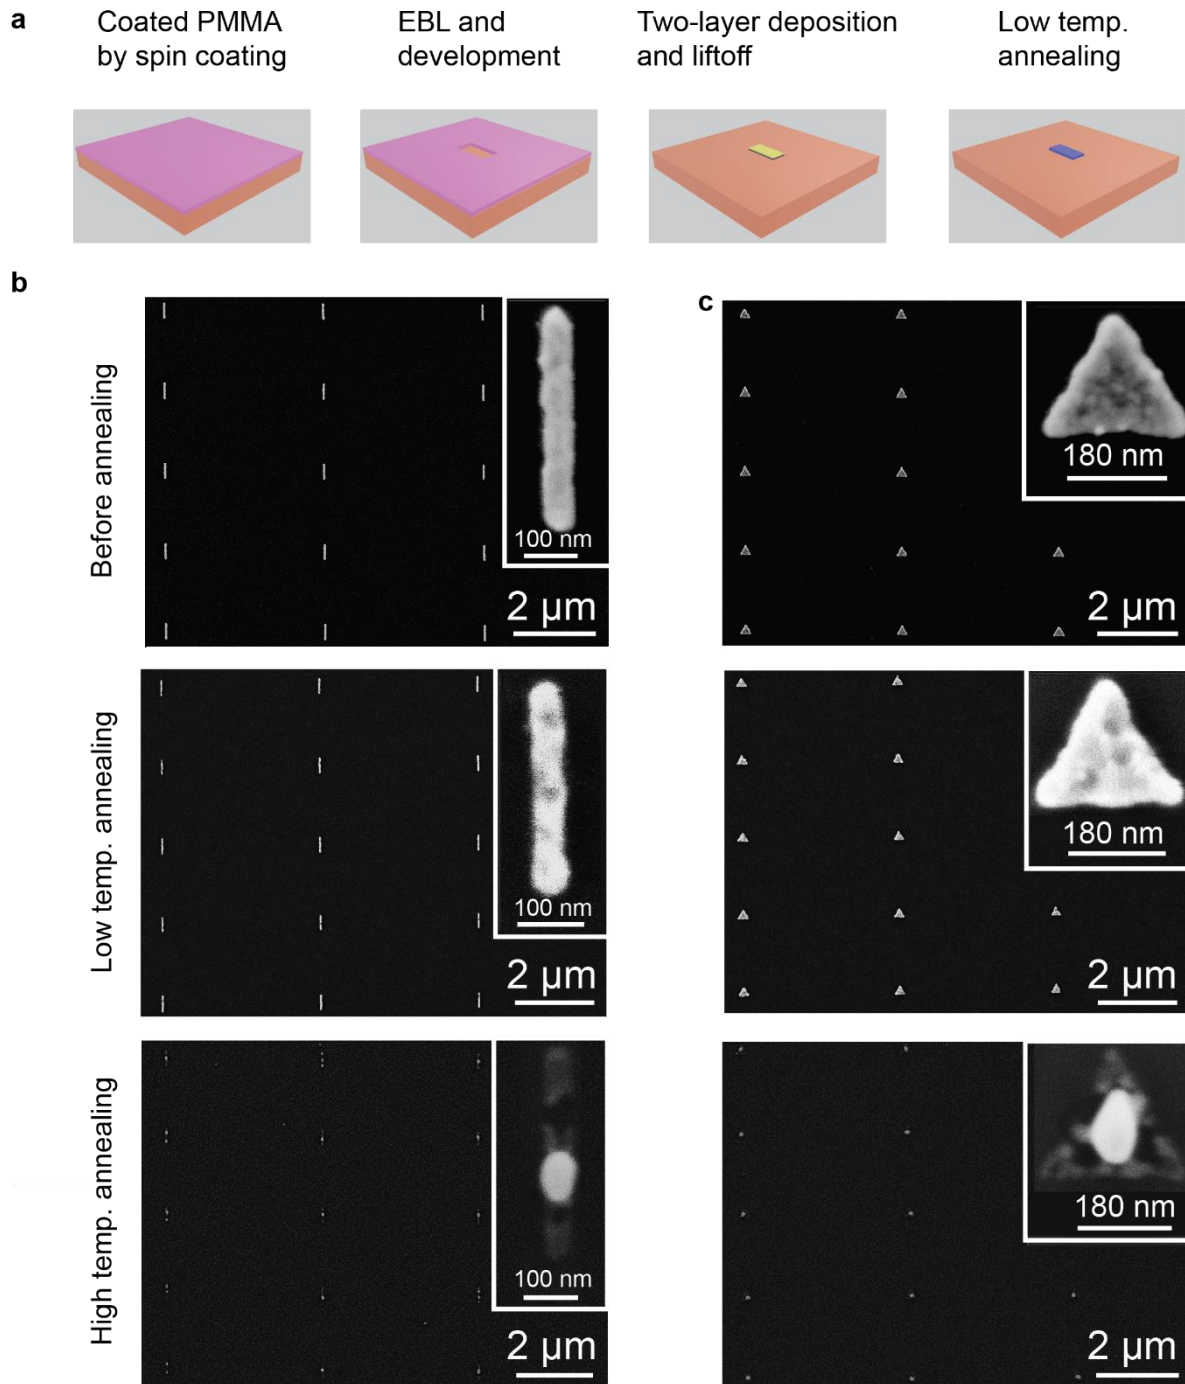 a
Coated PMMA
by spin coating
EBL and
development
Two-layer deposition
and liftoff
Low temp.
annealing
b
c
Before annealing
100 nm
2 µm
180 nm
2 µm
Low temp. annealing
100 nm
2 µm
180 nm
2 µm
High temp. annealing
100 nm
2 µm
180 nm
2 µm